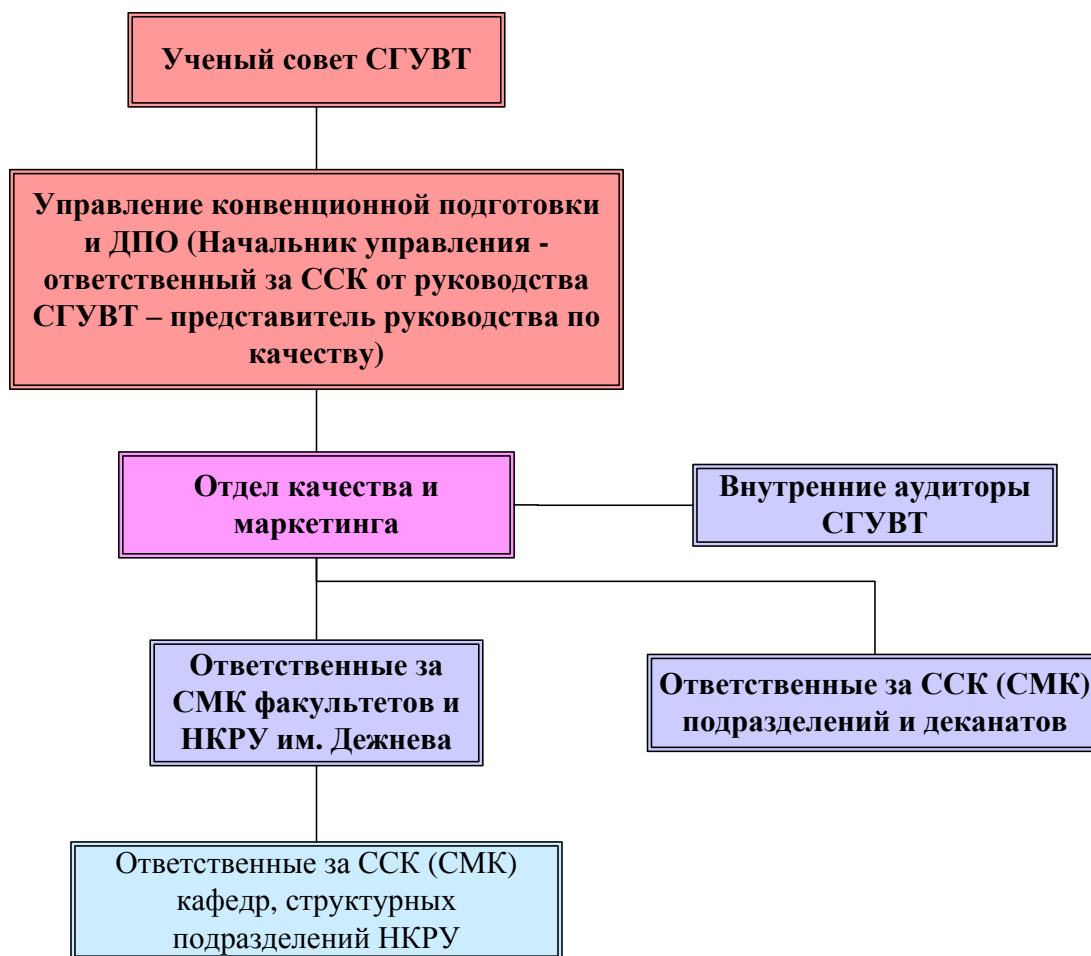 Ученый совет СГУВТ
Управление конвенционной подготовки
и ДПО (Начальник управления -
ответственный за ССК от руководства
СГУВТ – представитель руководства по
качеству)
Отдел качества и
маркетинга
Внутренние аудиторы
СГУВТ
Ответственные за
СМК факультетов и
НКРУ им. Дежнева
Ответственные за ССК (СМК)
подразделений и деканатов
Ответственные за ССК (СМК)
кафедр, структурных
подразделений НКРУ